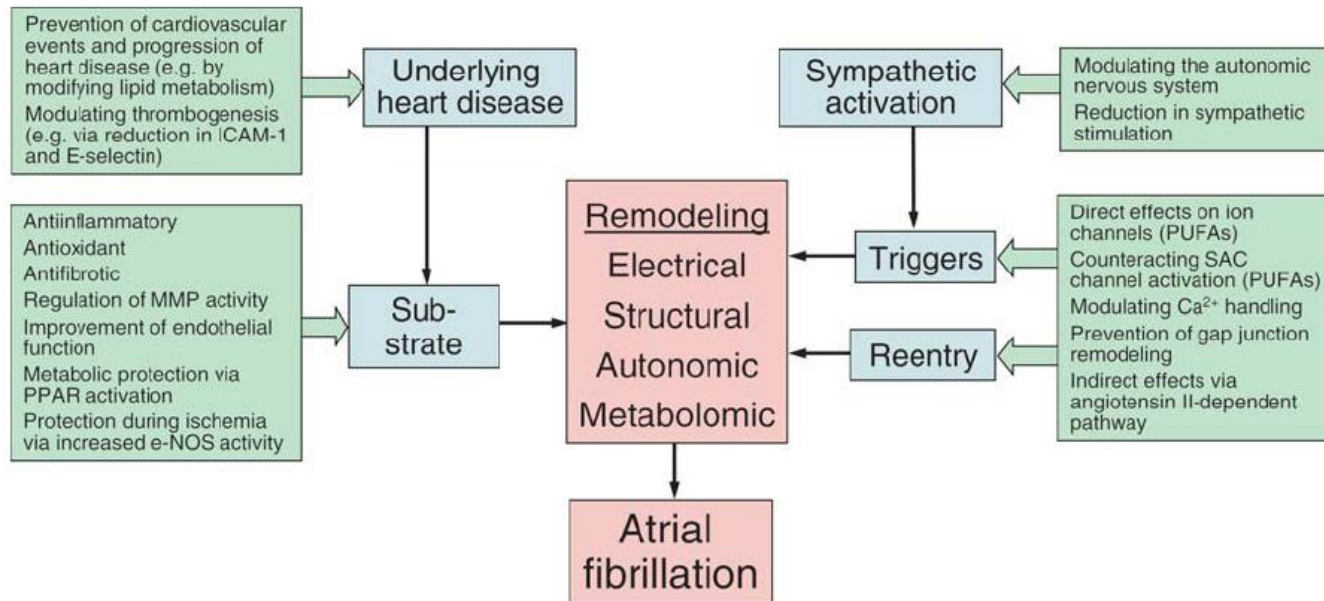 Prevention of cardiovascular
events and progression of
heart disease (e.g. by
modifying lipid metabolism)
Modulating thrombogenesis
(e.g. via reduction in ICAM-1
and E-selectin)
Underlying
heart disease
Sympathetic
activation
Modulating the autonomic
nervous system
Reduction in sympathetic
stimulation
Antiinflammatory
Antioxidant
Antifibrotic
Regulation of MMP activity
Improvement of endothelial
function
Metabolic protection via
PPAR activation
Protection during ischemia
via increased e-NOS activity
Sub-
strate
Remodeling
Electrical
Structural
Autonomic
Metabolomic
Triggers
Reentry
Direct effects on ion
channels (PUFAs)
Counteracting SAC
channel activation (PUFAs)
Modulating Ca²⁺ handling
Prevention of gap junction
remodeling
Indirect effects via
angiotensin II-dependent
pathway
Atrial
fibrillation